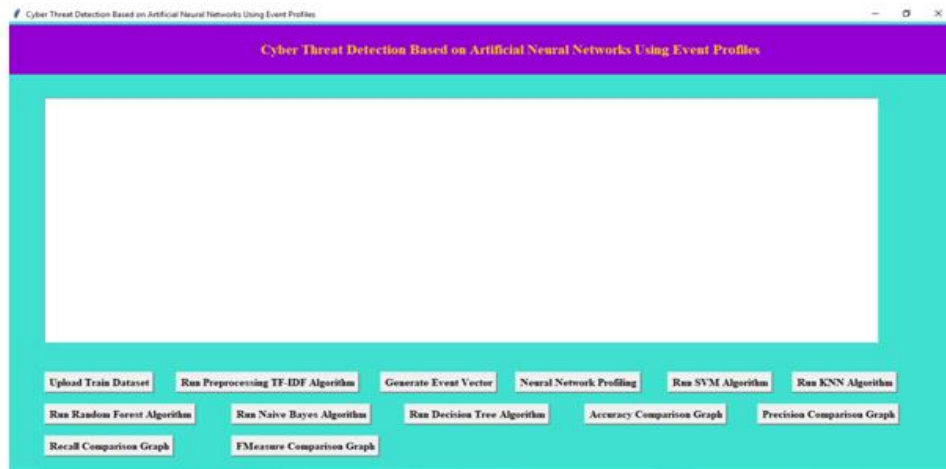 Cyber Threat Detection Based on Artificial Neural Networks Using Event Profiles
Cyber Threat Detection Based on Artificial Neural Networks Using Event Profiles
Upload Train Dataset Run Preprocessing TF-IDF Algorithm Generate Event Vector Neural Network Profiling Run SVM Algorithm Run KNN Algorithm
Run Random Forest Algorithm Run Naive Bayes Algorithm Run Decision Tree Algorithm Accuracy Comparison Graph Precision Comparison Graph
Recall Comparison Graph FMeasure Comparison Graph